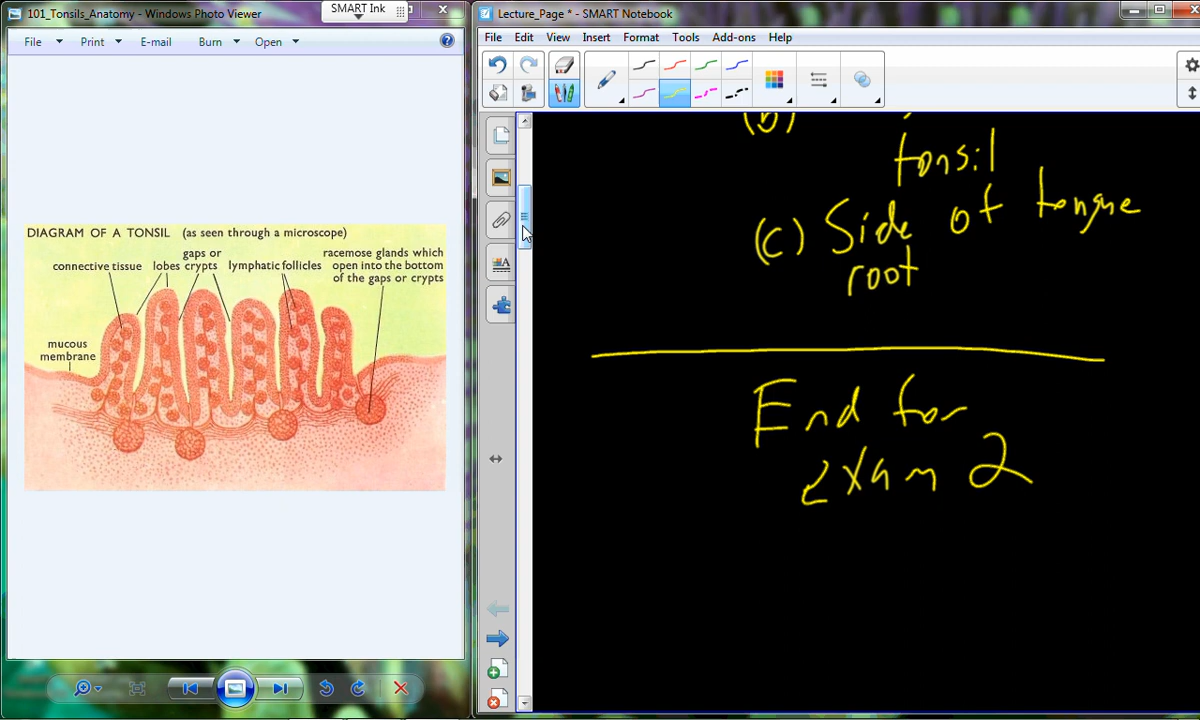 101_Tonsils_Anatomy - Windows Photo Viewer
SMART Ink
File Print E-mail Burn Open
DIAGRAM OF A TONSIL (as seen through a microscope)
connective tissue
lobes
gaps or
crypts
lymphatic follicles
racemose glands which
open into the bottom
of the gaps or crypts
mucous
membrane
Lecture_Page * - SMART Notebook
File Edit View Insert Format Tools Add-ons Help
(b)
tonsil
(c) Side of tongue
root
End for
exam 2